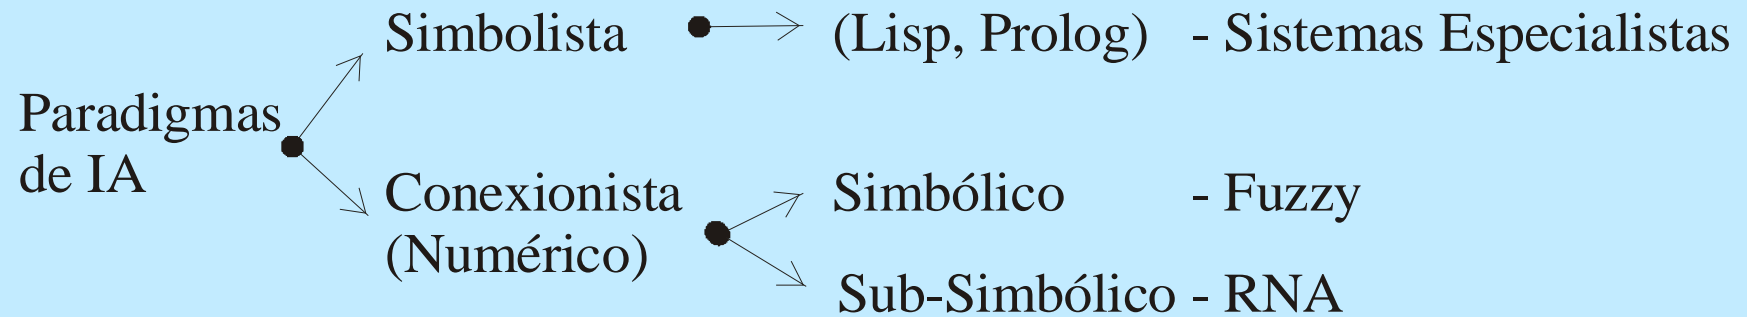 Simbolista (Lisp, Prolog) - Sistemas Especialistas
Paradigmas
de IA
Conexionista Simbólico - Fuzzy
(Numérico)
Sub-Simbólico - RNA